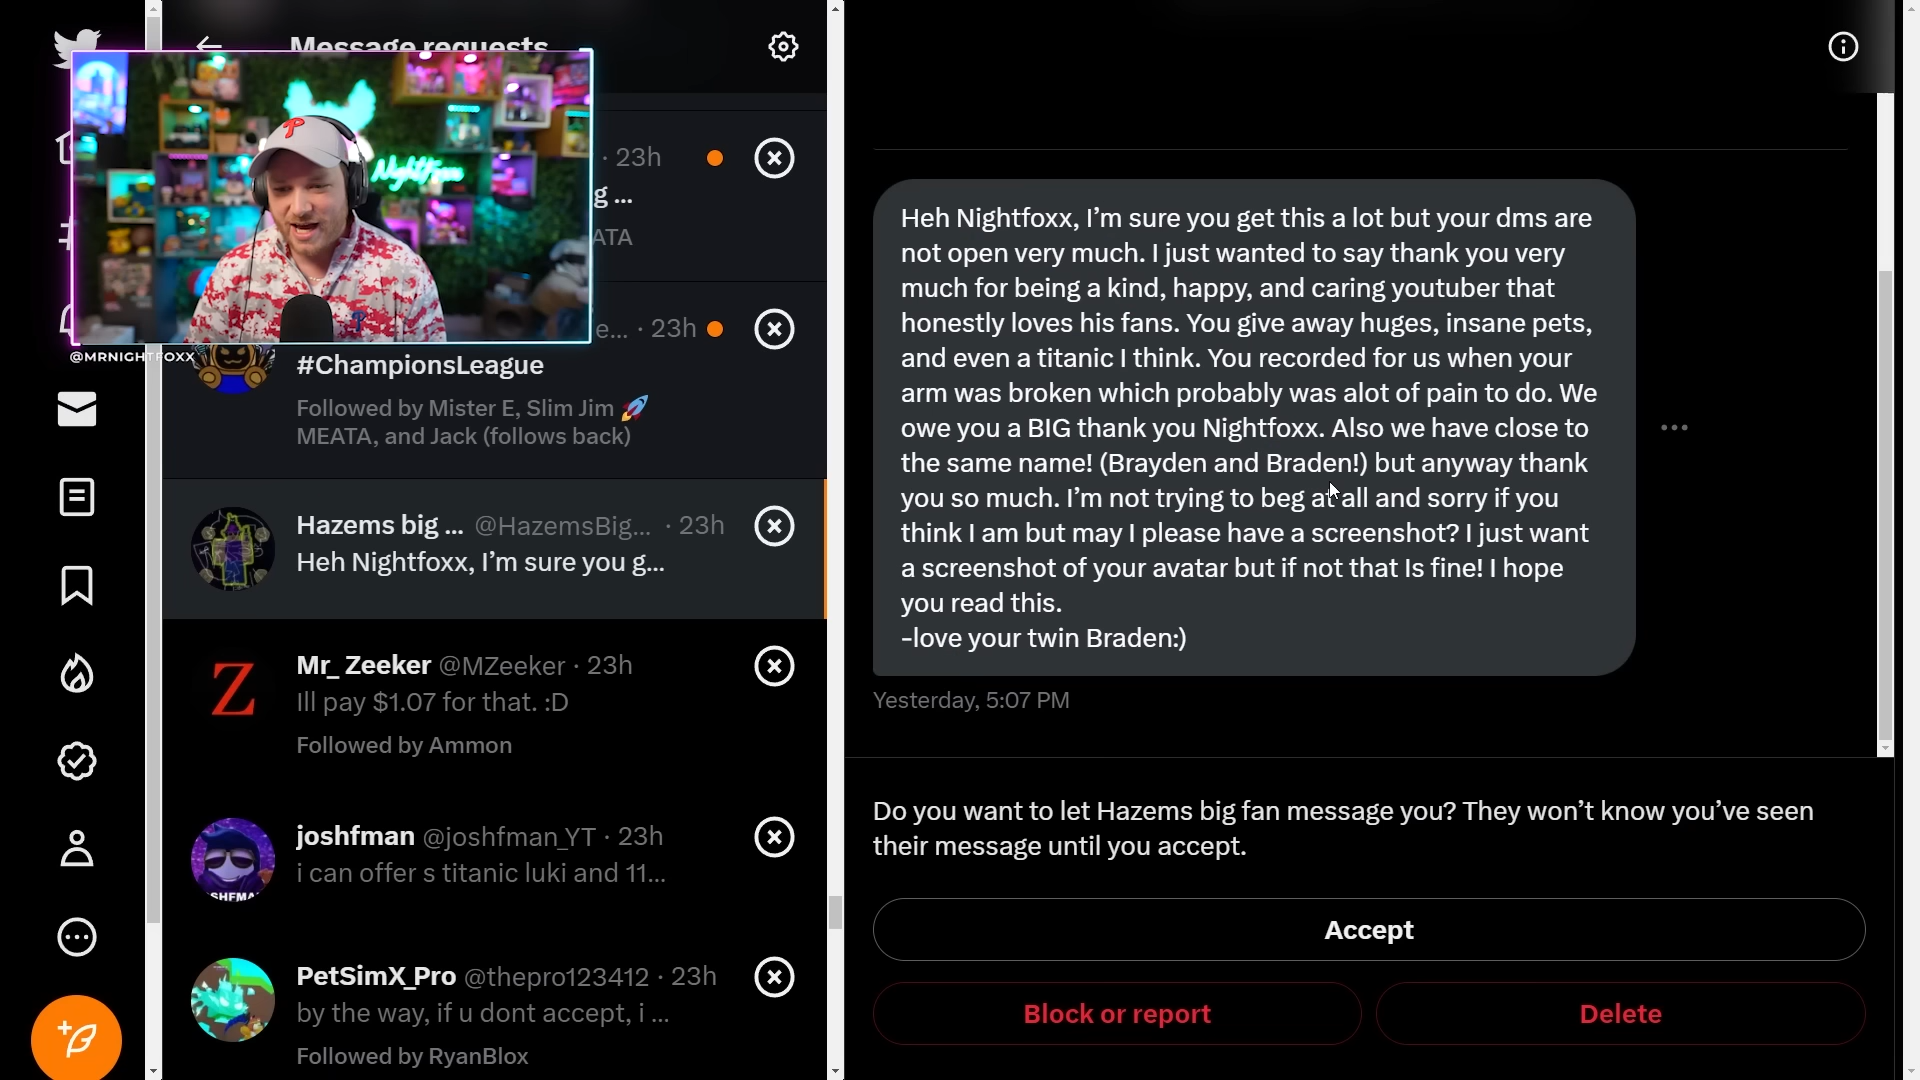 Message requests
NightFoxx
P
@MRNIGHTFOXX
· 23h
g ...
ATA
e... · 23h
#ChampionsLeague
Followed by Mister E, Slim Jim 🚀
MEATA, and Jack (follows back)
Hazems big ... @HazemsBig... · 23h
Heh Nightfoxx, I’m sure you g...
Z
Mr_ Zeeker @MZeeker · 23h
Ill pay $1.07 for that. :D
Followed by Ammon
joshfman @joshfman_YT · 23h
i can offer s titanic luki and 11...
SHFMA
PetSimX_Pro @thepro123412 · 23h
by the way, if u dont accept, i ...
Followed by RyanBlox
Heh Nightfoxx, I’m sure you get this a lot but your dms are
not open very much. I just wanted to say thank you very
much for being a kind, happy, and caring youtuber that
honestly loves his fans. You give away huges, insane pets,
and even a titanic I think. You recorded for us when your
arm was broken which probably was alot of pain to do. We
owe you a BIG thank you Nightfoxx. Also we have close to
the same name! (Brayden and Braden!) but anyway thank
you so much. I’m not trying to beg at all and sorry if you
think I am but may I please have a screenshot? I just want
a screenshot of your avatar but if not that Is fine! I hope
you read this.
-love your twin Braden:)
Yesterday, 5:07 PM
Do you want to let Hazems big fan message you? They won’t know you’ve seen
their message until you accept.
Accept
Block or report
Delete